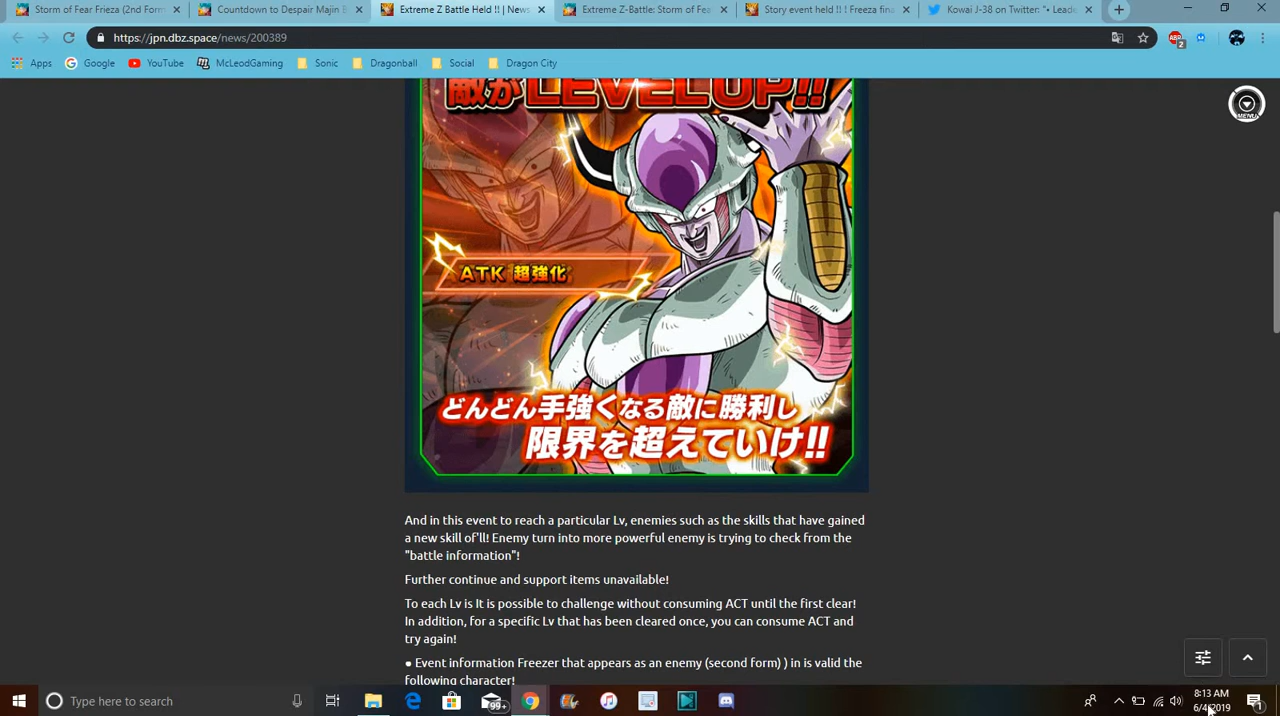 Storm of Fear Frieza (2nd Form
Countdown to Despair Majin B
Extreme Z Battle Held !! | News
Extreme Z-Battle: Storm of Fea
Story event held !! | Freeza fina
Kowai J-38 on Twitter: "• Leade
https://jpn.dbz.space/news/200389
ABP
2
Apps
Google
YouTube
McLeodGaming
Sonic
Dragonball
Social
Dragon City
敵がLEVELUP!!
MENU
ATK 超強化
どんどん手強くなる敵に勝利し
限界を超えていけ!!
And in this event to reach a particular Lv, enemies such as the skills that have gained
a new skill of'll! Enemy turn into more powerful enemy is trying to check from the
"battle information"!
Further continue and support items unavailable!
To each Lv is It is possible to challenge without consuming ACT until the first clear!
In addition, for a specific Lv that has been cleared once, you can consume ACT and
try again!
● Event information Freezer that appears as an enemy (second form) ) in is valid the
following character!
Type here to search
99+
8:13 AM
6/4/2019
1